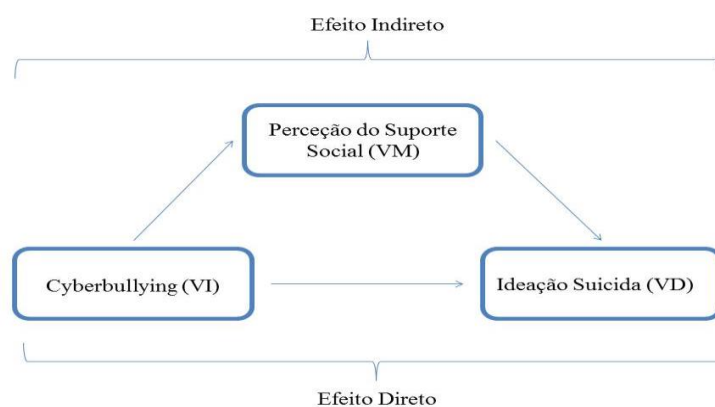 Efeito Indireto
Perceção do Suporte
Social (VM)
Cyberbullying (VI)
Ideação Suicida (VD)
Efeito Direto